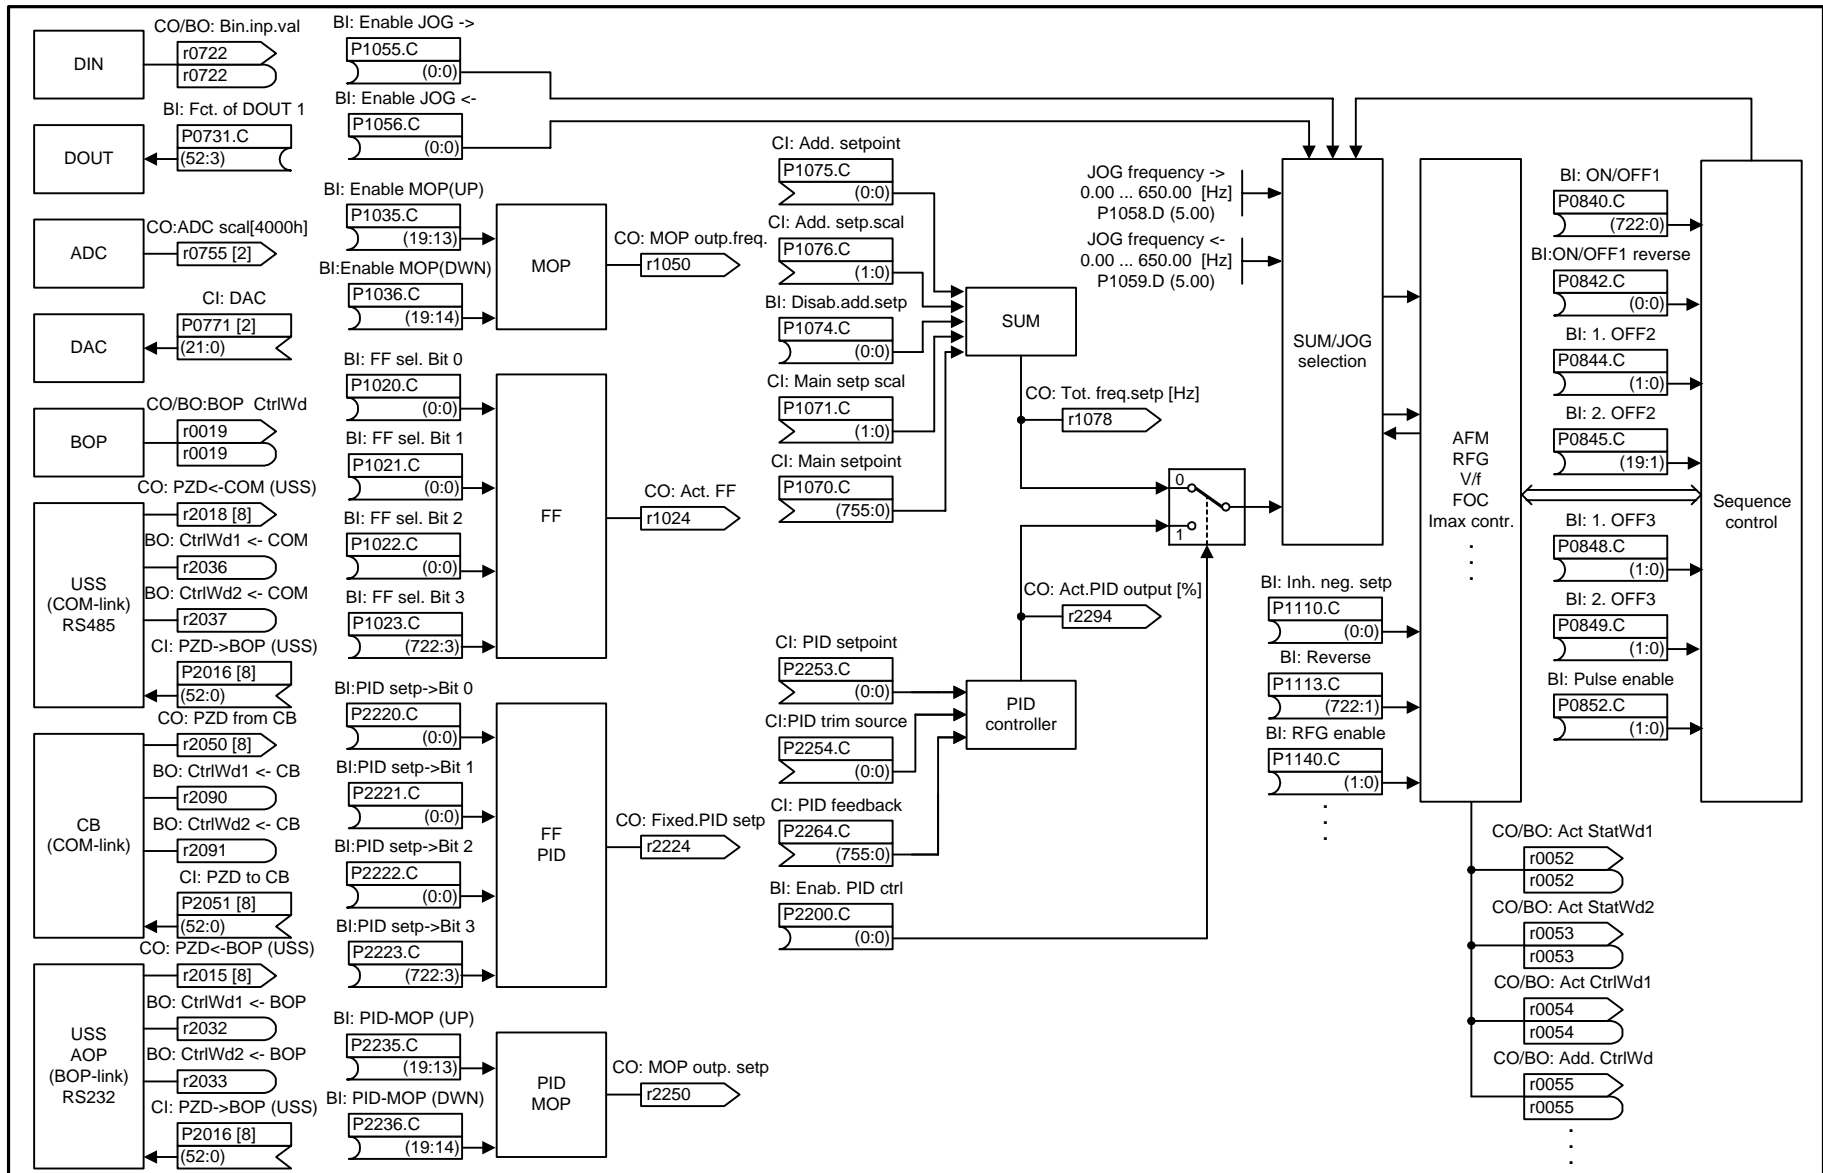 DIN
CO/BO: Bin.inp.val
r0722
r0722
DOUT
BI: Fct. of DOUT 1
P0731.C
(52:3)
ADC
CO:ADC scal[4000h]
r0755 [2]
DAC
CI: DAC
P0771 [2]
(21:0)
BOP
CO/BO:BOP CtrlWd
r0019
r0019
USS
(COM-link)
RS485
CO: PZD<-COM (USS)
r2018 [8]
BO: CtrlWd1 <- COM
r2036
BO: CtrlWd2 <- COM
r2037
CI: PZD->BOP (USS)
P2016 [8]
(52:0)
CB
(COM-link)
CO: PZD from CB
r2050 [8]
BO: CtrlWd1 <- CB
r2090
BO: CtrlWd2 <- CB
r2091
CI: PZD to CB
P2051 [8]
(52:0)
USS
AOP
(BOP-link)
RS232
CO: PZD<-BOP (USS)
r2015 [8]
BO: CtrlWd1 <- BOP
r2032
BO: CtrlWd2 <- BOP
r2033
CI: PZD->BOP (USS)
P2016 [8]
(52:0)
BI: Enable JOG ->
P1055.C
(0:0)
BI: Enable JOG <-
P1056.C
(0:0)
BI: Enable MOP(UP)
P1035.C
(19:13)
BI:Enable MOP(DWN)
P1036.C
(19:14)
MOP
CO: MOP outp.freq.
r1050
BI: FF sel. Bit 0
P1020.C
(0:0)
BI: FF sel. Bit 1
P1021.C
(0:0)
BI: FF sel. Bit 2
P1022.C
(0:0)
BI: FF sel. Bit 3
P1023.C
(722:3)
FF
CO: Act. FF
r1024
BI:PID setp->Bit 0
P2220.C
(0:0)
BI:PID setp->Bit 1
P2221.C
(0:0)
BI:PID setp->Bit 2
P2222.C
(0:0)
BI:PID setp->Bit 3
P2223.C
(722:3)
FF
PID
CO: Fixed.PID setp
r2224
BI: PID-MOP (UP)
P2235.C
(19:13)
BI: PID-MOP (DWN)
P2236.C
(19:14)
PID
MOP
CO: MOP outp. setp
r2250
CI: Add. setpoint
P1075.C
(0:0)
CI: Add. setp.scal
P1076.C
(1:0)
BI: Disab.add.setp
P1074.C
(0:0)
CI: Main setp scal
P1071.C
(1:0)
CI: Main setpoint
P1070.C
(755:0)
SUM
CO: Tot. freq.setp [Hz]
r1078
0
1
CO: Act.PID output [%]
r2294
CI: PID setpoint
P2253.C
(0:0)
CI:PID trim source
P2254.C
(0:0)
CI: PID feedback
P2264.C
(755:0)
BI: Enab. PID ctrl
P2200.C
(0:0)
PID
controller
JOG frequency ->
0.00 ... 650.00 [Hz]
P1058.D (5.00)
JOG frequency <-
0.00 ... 650.00 [Hz]
P1059.D (5.00)
SUM/JOG
selection
BI: Inh. neg. setp
P1110.C
(0:0)
BI: Reverse
P1113.C
(722:1)
BI: RFG enable
P1140.C
(1:0)
AFM
RFG
V/f
FOC
Imax contr.
BI: ON/OFF1
P0840.C
(722:0)
BI:ON/OFF1 reverse
P0842.C
(0:0)
BI: 1. OFF2
P0844.C
(1:0)
BI: 2. OFF2
P0845.C
(19:1)
BI: 1. OFF3
P0848.C
(1:0)
BI: 2. OFF3
P0849.C
(1:0)
BI: Pulse enable
P0852.C
(1:0)
Sequence
control
CO/BO: Act StatWd1
r0052
r0052
CO/BO: Act StatWd2
r0053
r0053
CO/BO: Act CtrlWd1
r0054
r0054
CO/BO: Add. CtrlWd
r0055
r0055